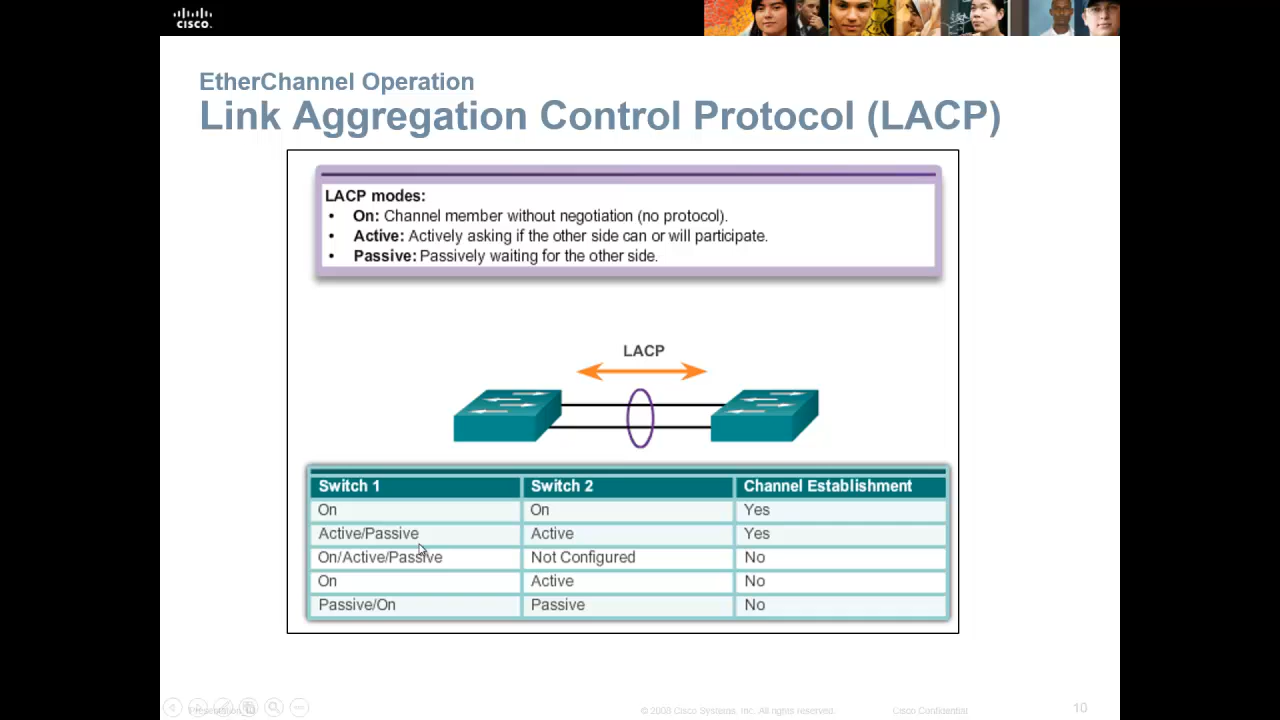 CISCO
EtherChannel Operation
Link Aggregation Control Protocol (LACP)
LACP modes:
• On: Channel member without negotiation (no protocol).
• Active: Actively asking if the other side can or will participate.
• Passive: Passively waiting for the other side.
LACP
Switch 1 Switch 2 Channel Establishment
On On Yes
Active/Passive Active Yes
On/Active/Passive Not Configured No
On Active No
Passive/On Passive No
© 2008 Cisco Systems, Inc. All rights reserved. Cisco Confidential 10